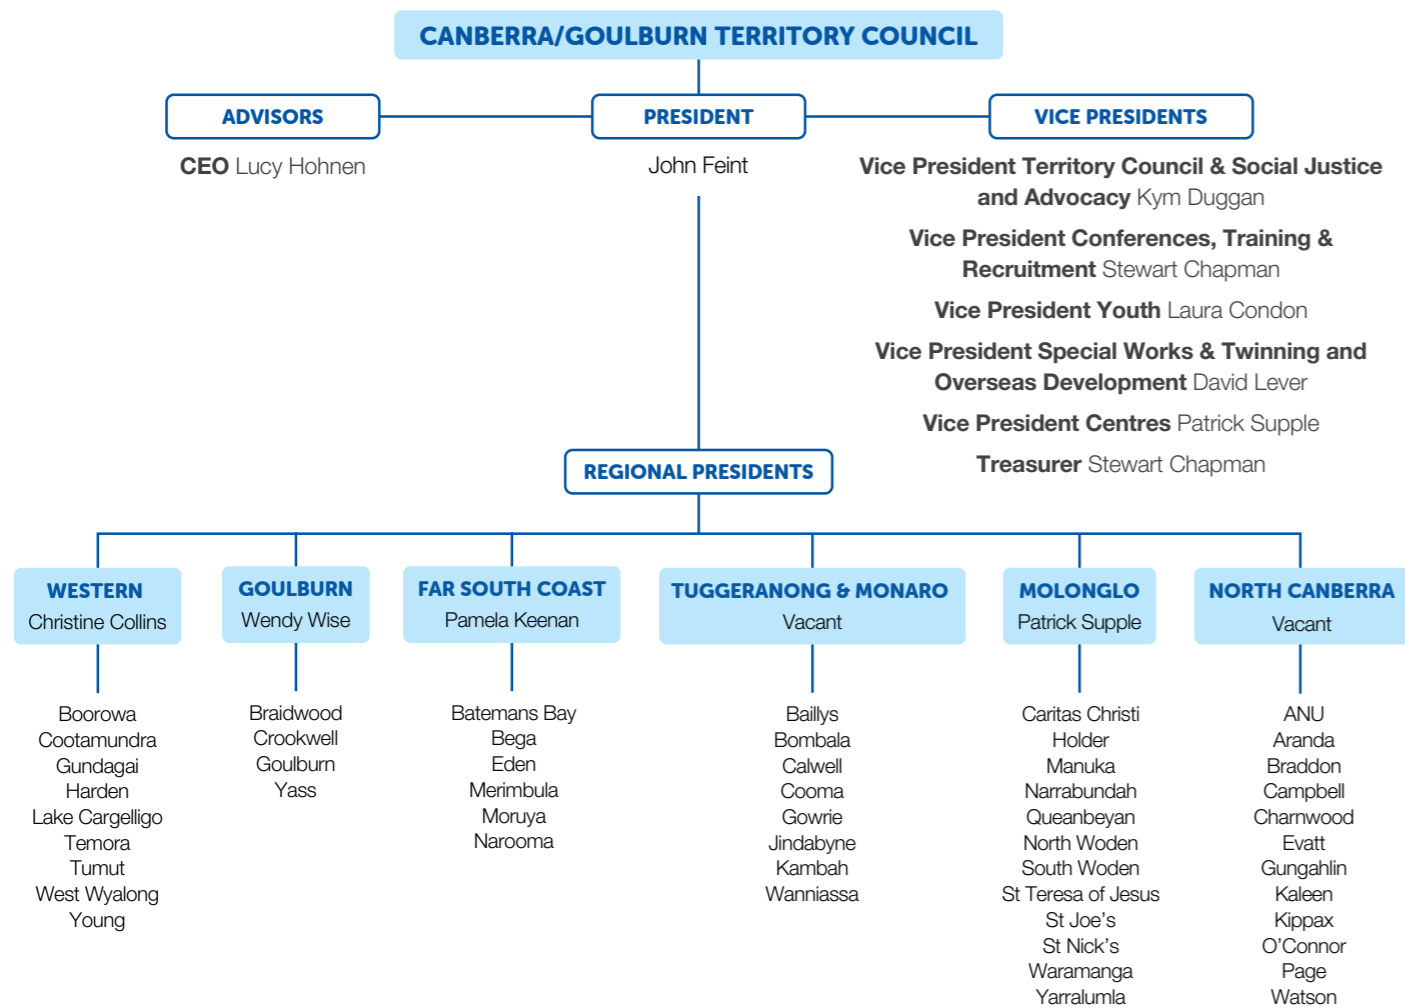 CANBERRA/GOULBURN TERRITORY COUNCIL
ADVISORS
CEO Lucy Hohnen
PRESIDENT
John Feint
VICE PRESIDENTS
Vice President Territory Council & Social Justice
and Advocacy Kym Duggan
Vice President Conferences, Training &
Recruitment Stewart Chapman
Vice President Youth Laura Condon
Vice President Special Works & Twinning and
Overseas Development David Lever
Vice President Centres Patrick Supple
Treasurer Stewart Chapman
REGIONAL PRESIDENTS
WESTERN
Christine Collins
Boorowa
Cootamundra
Gundagai
Harden
Lake Cargelligo
Temora
Tumut
West Wyalong
Young
GOULBURN
Wendy Wise
Braidwood
Crookwell
Goulburn
Yass
FAR SOUTH COAST
Pamela Keenan
Batemans Bay
Bega
Eden
Merimbula
Moruya
Narooma
TUGGERANONG & MONARO
Vacant
Baillys
Bombala
Calwell
Cooma
Gowrie
Jindabyne
Kambah
Wanniassa
MOLONGLO
Patrick Supple
Caritas Christi
Holder
Manuka
Narrabundah
Queanbeyan
North Woden
South Woden
St Teresa of Jesus
St Joe's
St Nick's
Waramanga
Yarralumla
NORTH CANBERRA
Vacant
ANU
Aranda
Braddon
Campbell
Charnwood
Evatt
Gungahlin
Kaleen
Kippax
O'Connor
Page
Watson